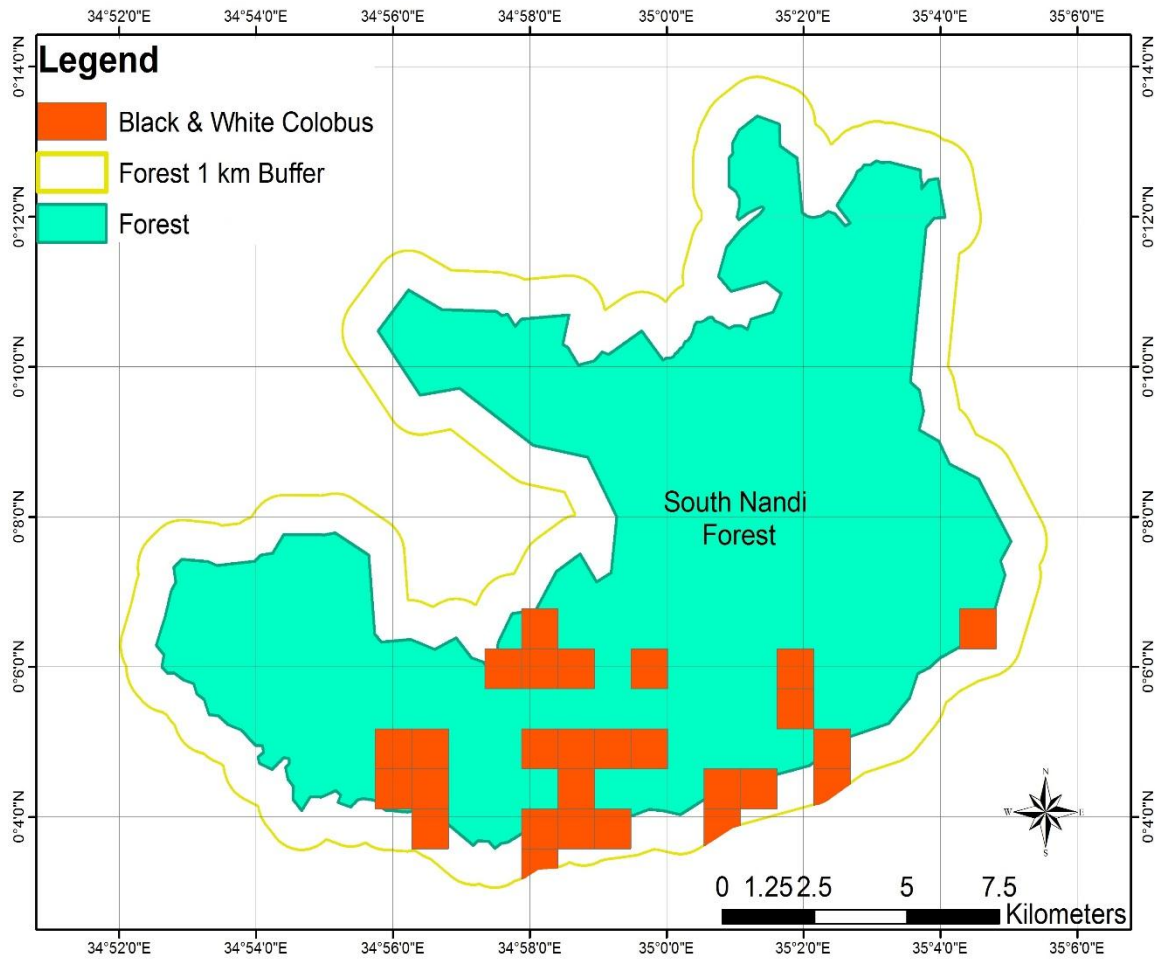 34°52'0"E 34°54'0"E 34°56'0"E 34°58'0"E 35°0'0"E 35°2'0"E 35°4'0"E 35°6'0"E
Legend
Black & White Colobus
Forest 1 km Buffer
Forest
0°14'0"N 0°14'0"N
0°12'0"N 0°12'0"N
0°10'0"N 0°10'0"N
0°8'0"N 0°8'0"N
South Nandi
Forest
0°6'0"N 0°6'0"N
0°4'0"N 0°4'0"N
N
W E
S
0 1.25 2.5 5 7.5
Kilometers
34°52'0"E 34°54'0"E 34°56'0"E 34°58'0"E 35°0'0"E 35°2'0"E 35°4'0"E 35°6'0"E